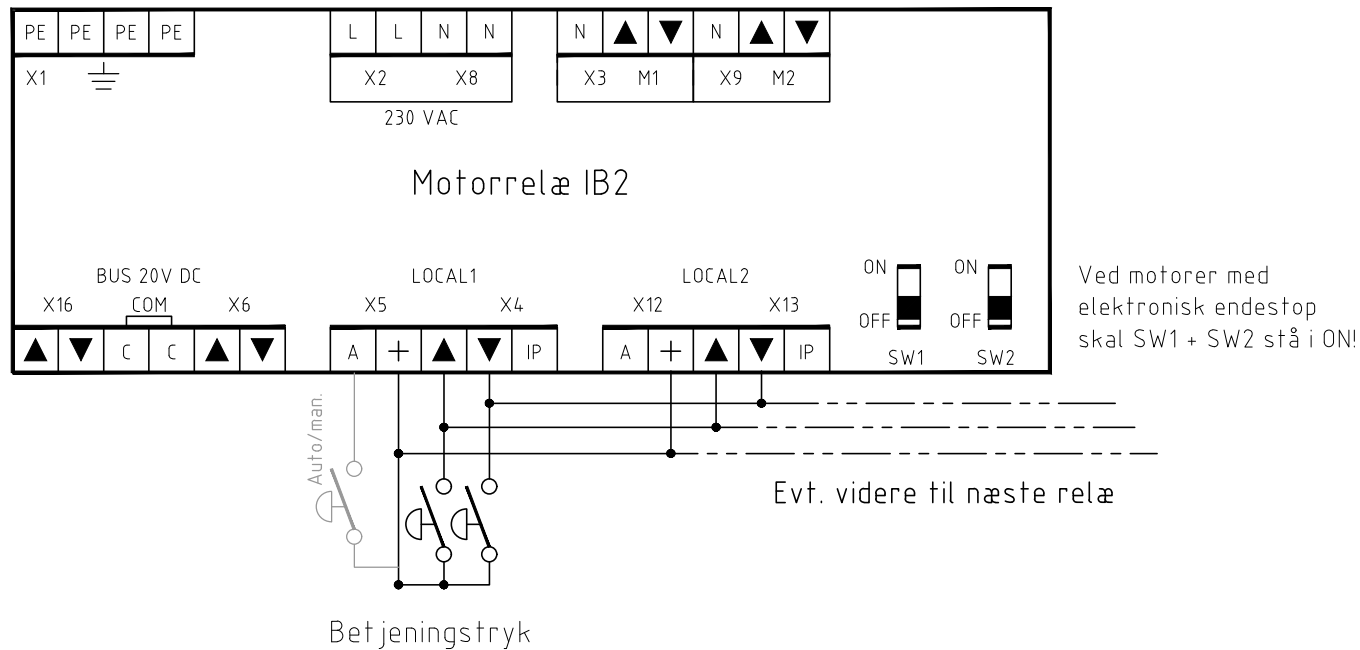 PE PE PE PE L L N N N ▲ ▼ N ▲ ▼
X1 X2 X8 X3 M1 X9 M2
230 VAC
Motorrelæ IB2
BUS 20V DC LOCAL1 LOCAL2 ON ON
X16 COM X6 X5 X4 X12 X13
OFF OFF
▲ ▼ C C ▲ ▼ A + ▲ ▼ IP A + ▲ ▼ IP
SW1 SW2
Ved motorer med
elektronisk endestop
skal SW1 + SW2 stå i ON!
Auto/man.
Evt. videre til næste relæ
Betjeningstryk